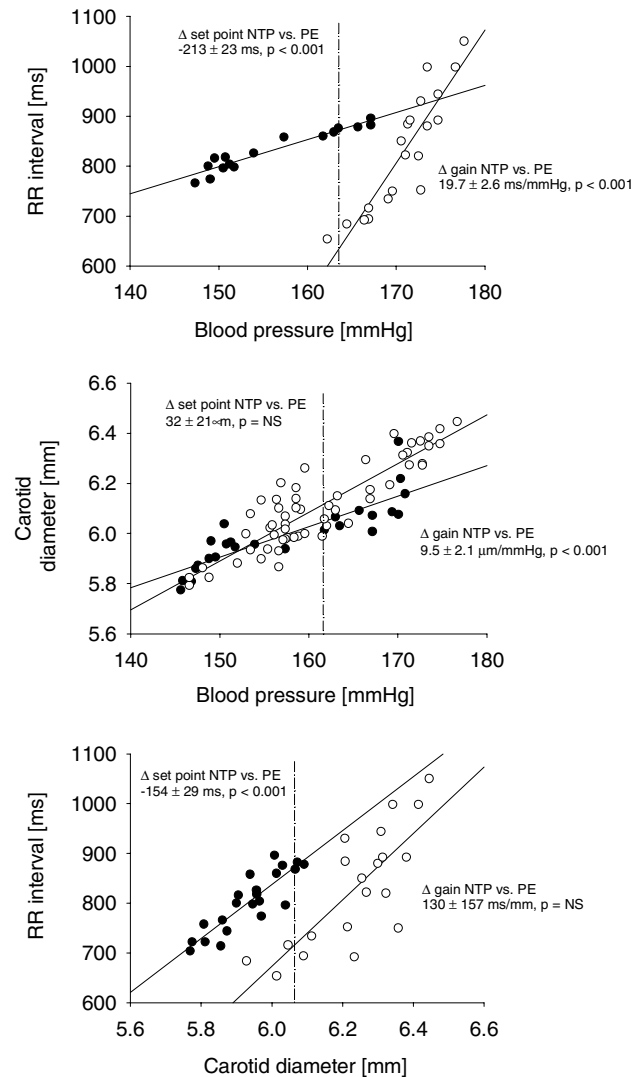 1100
1000
900
800
700
600
RR interval [ms]
Δ set point NTP vs. PE
-213 ± 23 ms, p < 0.001
Δ gain NTP vs. PE
19.7 ± 2.6 ms/mmHg, p < 0.001
140 150 160 170 180
Blood pressure [mmHg]
6.6
6.4
6.2
6.0
5.8
5.6
Carotid
diameter [mm]
Δ set point NTP vs. PE
32 ± 21∝m, p = NS
Δ gain NTP vs. PE
9.5 ± 2.1 μm/mmHg, p < 0.001
140 150 160 170 180
Blood pressure [mmHg]
1100
1000
900
800
700
600
RR interval [ms]
Δ set point NTP vs. PE
-154 ± 29 ms, p < 0.001
Δ gain NTP vs. PE
130 ± 157 ms/mm, p = NS
5.6 5.8 6.0 6.2 6.4 6.6
Carotid diameter [mm]